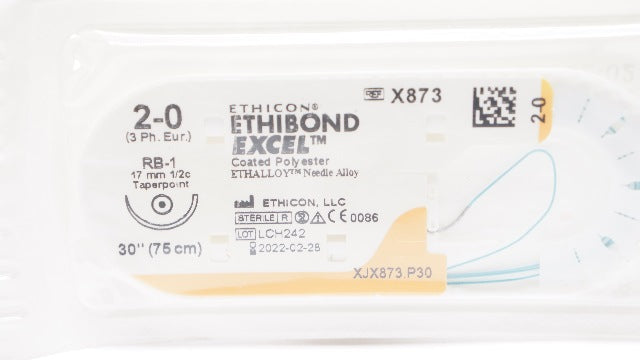 2-0
(3 Ph. Eur.)
RB-1
17 mm 1/2c
Taperpoint
30" (75 cm)
ETHICON®
ETHIBOND
EXCEL™
Coated Polyester
ETHALLOY™ Needle Alloy
ETHICON, LLC
STERILE R 2 CE 0086
LOT LCH242
2022-02-28
REF X873
2-0
XJX873.P30